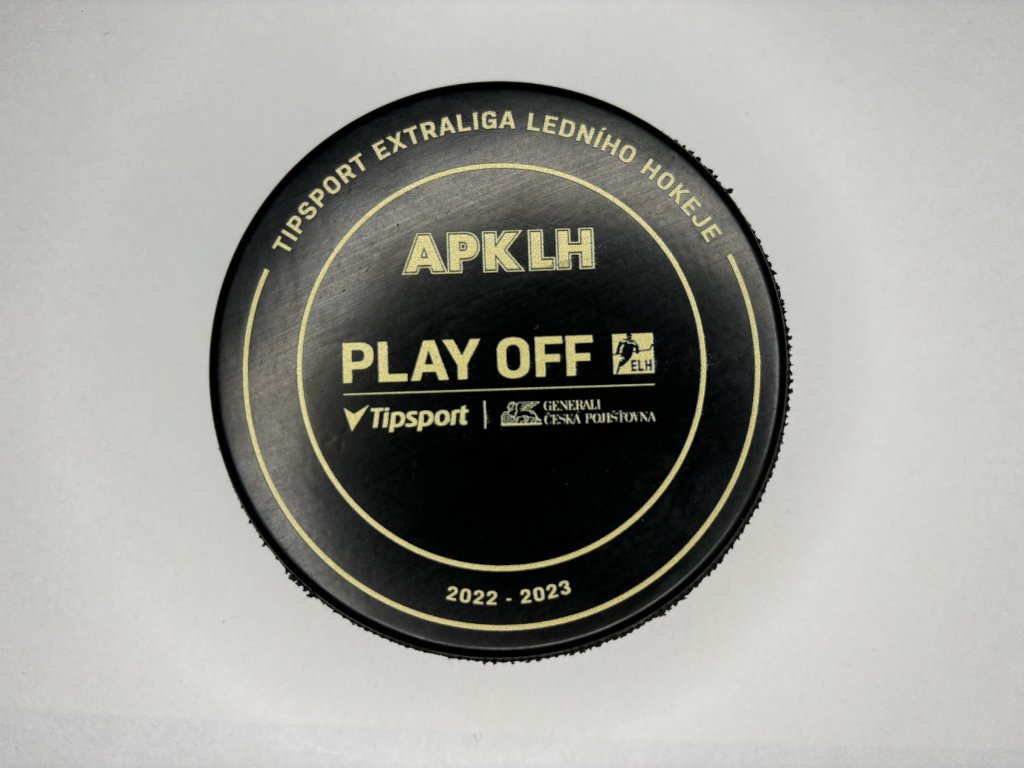 TIPSPORT EXTRALIGA LEDNÍHO HOKEJE
APKLH
PLAY OFF ELH
Tipsport | GENERALI
ČESKÁ POJIŠŤOVNA
2022 - 2023